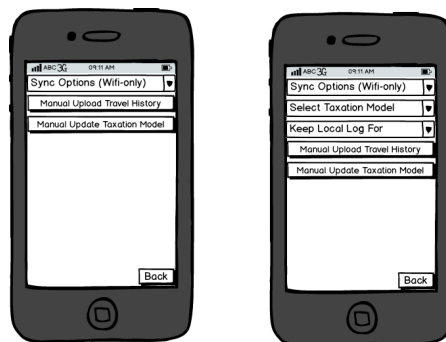 ABC 3G 09:11 AM
Sync Options (Wifi-only)
Manual Upload Travel History
Manual Update Taxation Model
Back
ABC 3G 09:11 AM
Sync Options (Wifi-only)
Select Taxation Model
Keep Local Log For
Manual Upload Travel History
Manual Update Taxation Model
Back